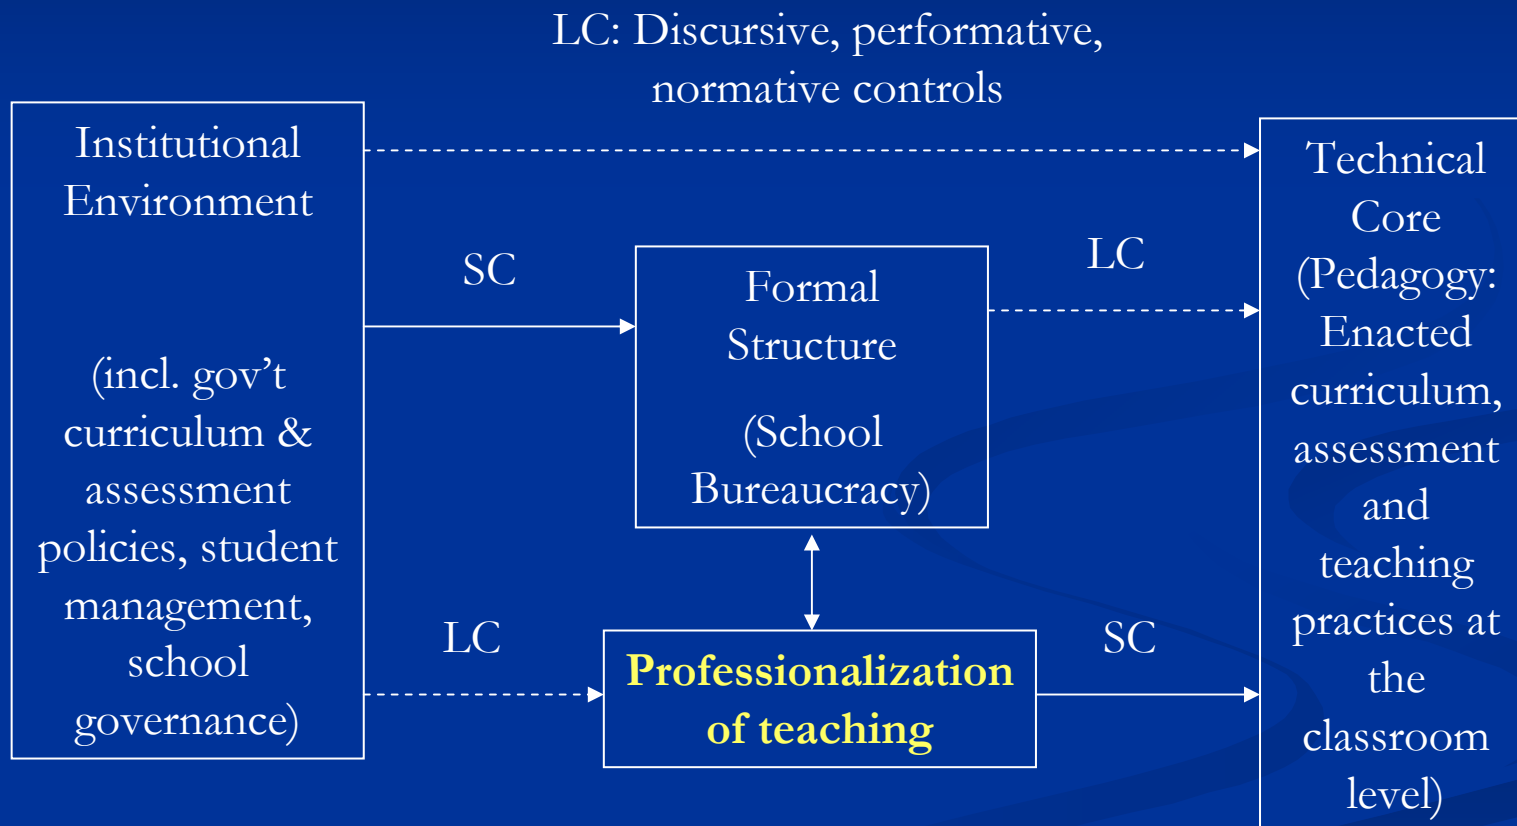 LC: Discursive, performative,
normative controls
Institutional
Environment
(incl. gov’t
curriculum &
assessment
policies, student
management,
school
governance)
SC
Formal
Structure
(School
Bureaucracy)
LC
LC
Professionalization
of teaching
SC
Technical
Core
(Pedagogy:
Enacted
curriculum,
assessment
and
teaching
practices at
the
classroom
level)